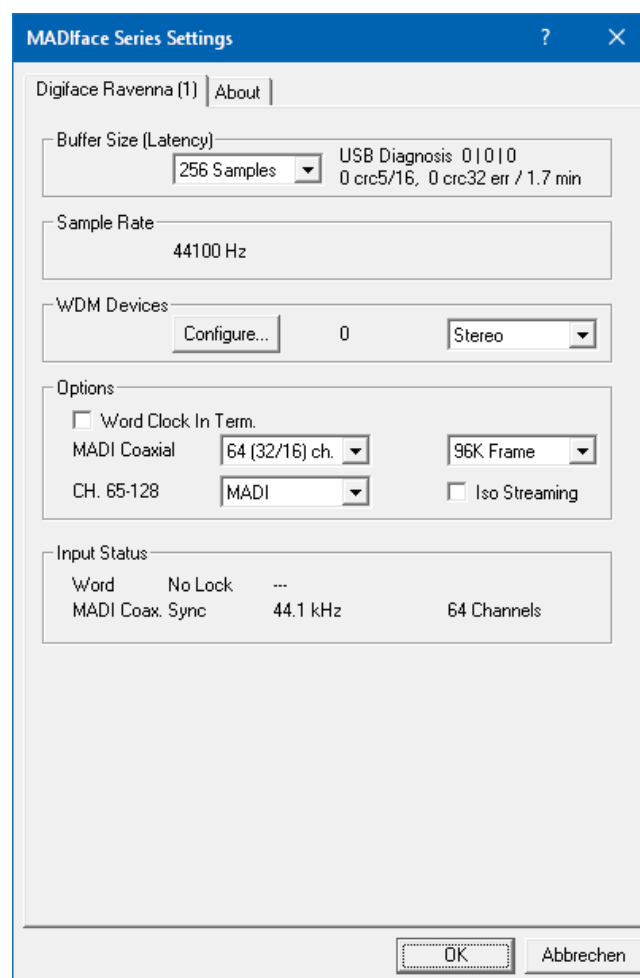 MADIface Series Settings ? ×
Digiface Ravenna (1) About
Buffer Size (Latency)
256 Samples
USB Diagnosis 0 | 0 | 0
0 crc5/16, 0 crc32 err / 1.7 min
Sample Rate
44100 Hz
WDM Devices
Configure... 0 Stereo
Options
Word Clock In Term.
MADI Coaxial 64 (32/16) ch. 96K Frame
CH. 65-128 MADI Iso Streaming
Input Status
Word No Lock ---
MADI Coax. Sync 44.1 kHz 64 Channels
OK Abbrechen